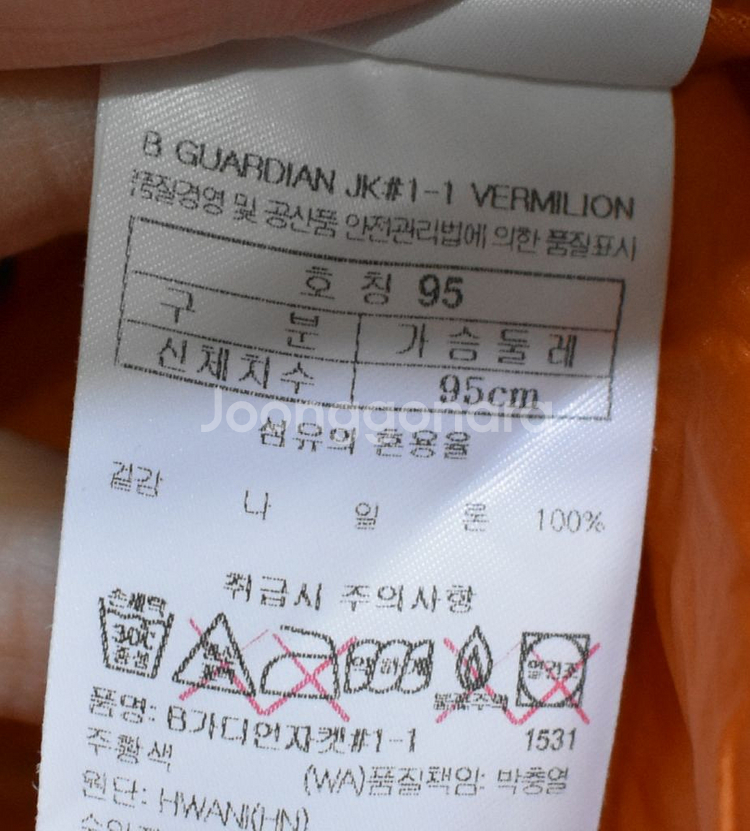 B GUARDIAN JK#1-1 VERMILION
품질경영 및 공산품 안전관리법에 의한 품질표시
호 칭 95
구 분 가 슴 둘 레
신체치수 95cm
Joonggonara
섬유의 혼용율
겉감 나 일 론 100%
취급시 주의사항
손세탁
30℃
중성
약하게
불꽃주의
열건조
품명: B가디언자켓#1-1 1531
주황색
(WA)품질책임: 박충열
원단: HWANI(HN)